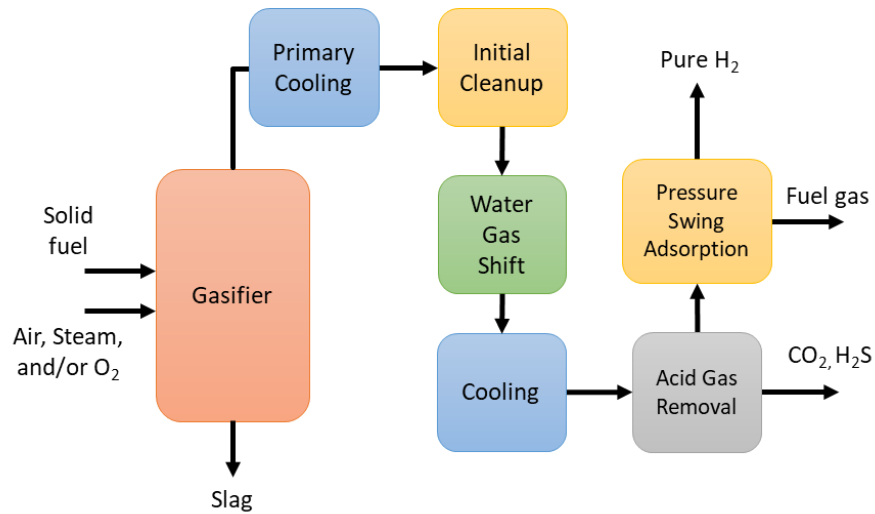 Primary
Cooling
Initial
Cleanup
Pure H₂
Solid
fuel
Gasifier
Water
Gas
Shift
Pressure
Swing
Adsorption
Fuel gas
Air, Steam,
and/or O₂
Cooling
Acid Gas
Removal
CO₂, H₂S
Slag